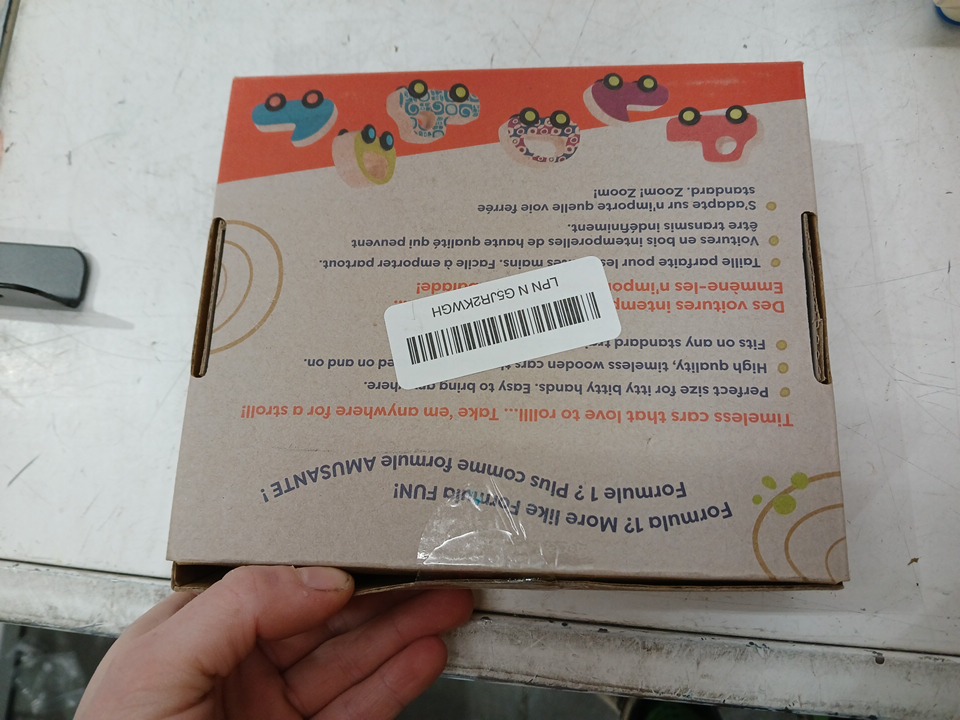 Formula 1? More like Formula FUN!
Formule 1 ? Plus comme formule AMUSANTE !
Timeless cars that love to rollll... Take 'em anywhere for a stroll!
Perfect size for itty bitty hands. Easy to bring anywhere.
High quality, timeless wooden cars on and on.
Fits on any standard
Des voitures ...
Emmène-les balade!
Taille parfaite pour les mains. Facile à emporter partout.
Voitures en bois intemporelles de haute qualité qui peuvent
être transmis indéfiniment.
S'adapte sur n'importe quelle voie ferrée
standard. Zoom! Zoom!
LPN N G5JR2KWGH